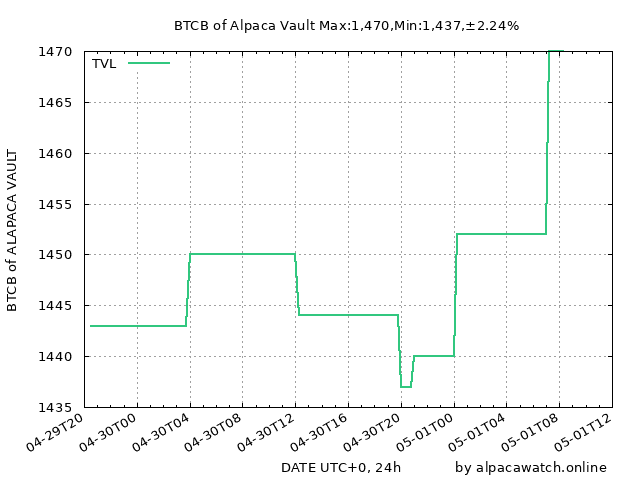 BTCB of Alpaca Vault Max:1,470,Min:1,437,±2.24%
TVL
BTCB of ALAPACA VAULT
1470
1465
1460
1455
1450
1445
1440
1435
04-29T20
04-30T00
04-30T04
04-30T08
04-30T12
04-30T16
04-30T20
05-01T00
05-01T04
05-01T08
05-01T12
DATE UTC+0, 24h
by alpacawatch.online